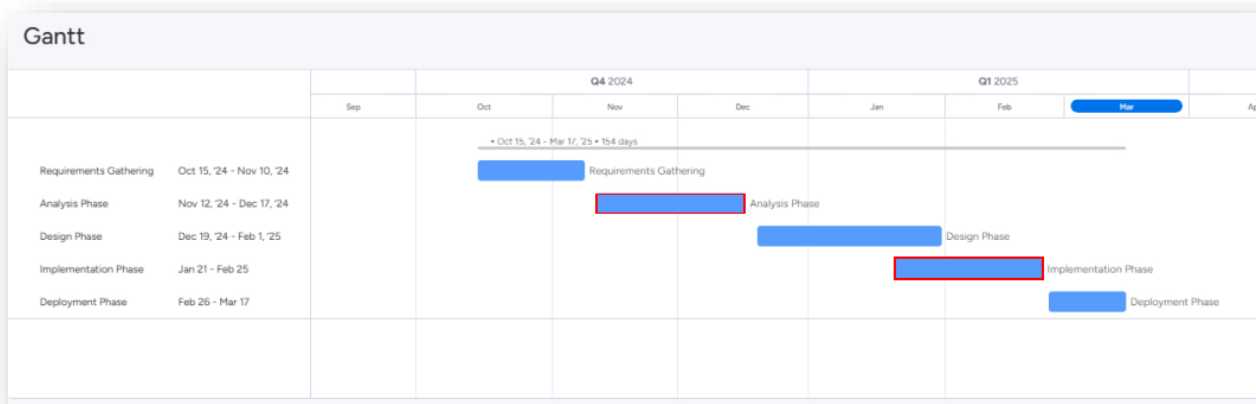 Gantt
Q4 2024 Q1 2025
Sep Oct Nov Dec Jan Feb Mar
• Oct 15, '24 - Mar 17, '25 • 154 days
Requirements Gathering Oct 15, '24 - Nov 10, '24 Requirements Gathering
Analysis Phase Nov 12, '24 - Dec 17, '24 Analysis Phase
Design Phase Dec 19, '24 - Feb 1, '25 Design Phase
Implementation Phase Jan 21 - Feb 25 Implementation Phase
Deployment Phase Feb 26 - Mar 17 Deployment Phase